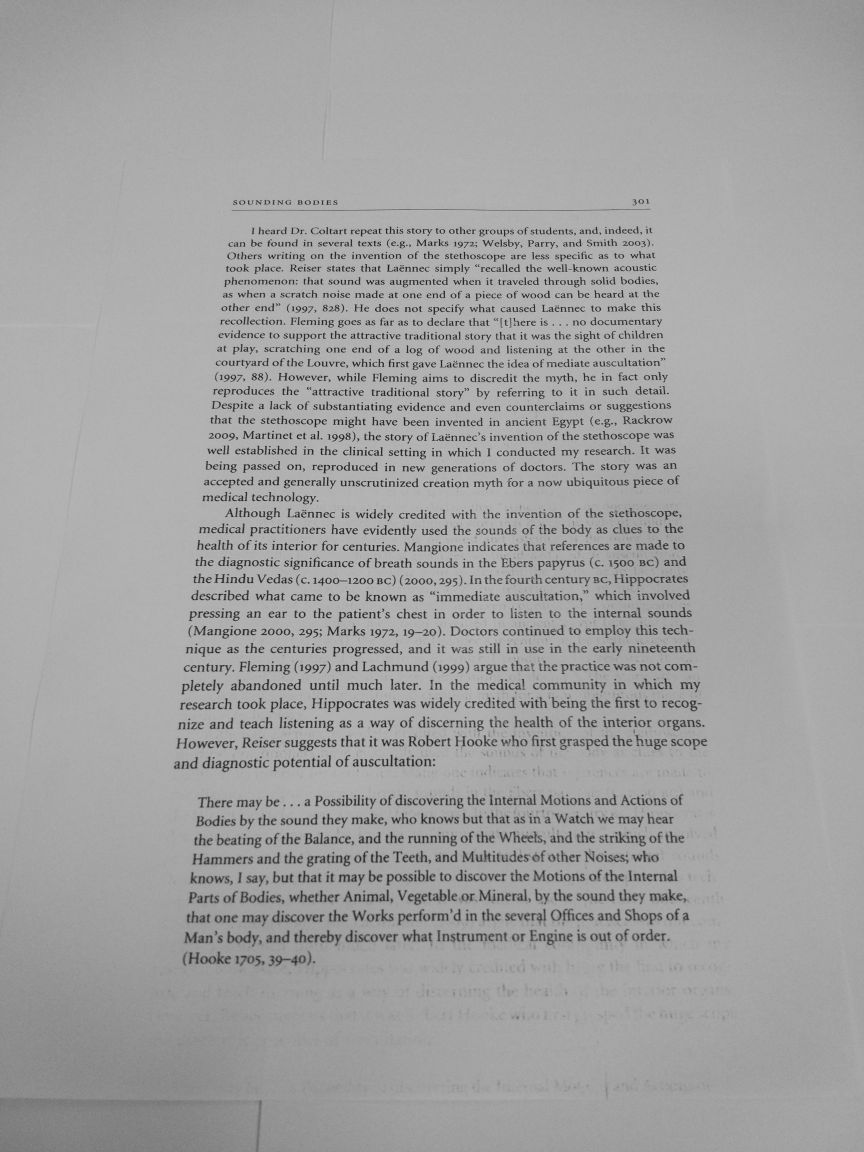 SOUNDING BODIES 301
I heard Dr. Coltart repeat this story to other groups of students, and, indeed, it
can be found in several texts (e.g., Marks 1972; Welsby, Parry, and Smith 2003).
Others writing on the invention of the stethoscope are less specific as to what
took place. Reiser states that Laënnec simply “recalled the well-known acoustic
phenomenon: that sound was augmented when it traveled through solid bodies,
as when a scratch noise made at one end of a piece of wood can be heard at the
other end” (1997, 828). He does not specify what caused Laënnec to make this
recollection. Fleming goes as far as to declare that “[t]here is . . . no documentary
evidence to support the attractive traditional story that it was the sight of children
at play, scratching one end of a log of wood and listening at the other in the
courtyard of the Louvre, which first gave Laënnec the idea of mediate auscultation”
(1997, 88). However, while Fleming aims to discredit the myth, he in fact only
reproduces the “attractive traditional story” by referring to it in such detail.
Despite a lack of substantiating evidence and even counterclaims or suggestions
that the stethoscope might have been invented in ancient Egypt (e.g., Rackrow
2009, Martinet et al. 1998), the story of Laënnec’s invention of the stethoscope was
well established in the clinical setting in which I conducted my research. It was
being passed on, reproduced in new generations of doctors. The story was an
accepted and generally unscrutinized creation myth for a now ubiquitous piece of
medical technology.
Although Laënnec is widely credited with the invention of the stethoscope,
medical practitioners have evidently used the sounds of the body as clues to the
health of its interior for centuries. Mangione indicates that references are made to
the diagnostic significance of breath sounds in the Ebers papyrus (c. 1500 BC) and
the Hindu Vedas (c. 1400–1200 BC) (2000, 295). In the fourth century BC, Hippocrates
described what came to be known as “immediate auscultation,” which involved
pressing an ear to the patient’s chest in order to listen to the internal sounds
(Mangione 2000, 295; Marks 1972, 19–20). Doctors continued to employ this tech-
nique as the centuries progressed, and it was still in use in the early nineteenth
century. Fleming (1997) and Lachmund (1999) argue that the practice was not com-
pletely abandoned until much later. In the medical community in which my
research took place, Hippocrates was widely credited with being the first to recog-
nize and teach listening as a way of discerning the health of the interior organs.
However, Reiser suggests that it was Robert Hooke who first grasped the huge scope
and diagnostic potential of auscultation:
There may be . . . a Possibility of discovering the Internal Motions and Actions of
Bodies by the sound they make, who knows but that as in a Watch we may hear
the beating of the Balance, and the running of the Wheels, and the striking of the
Hammers and the grating of the Teeth, and Multitudes of other Noises; who
knows, I say, but that it may be possible to discover the Motions of the Internal
Parts of Bodies, whether Animal, Vegetable or Mineral, by the sound they make,
that one may discover the Works perform’d in the several Offices and Shops of a
Man’s body, and thereby discover what Instrument or Engine is out of order.
(Hooke 1705, 39–40).